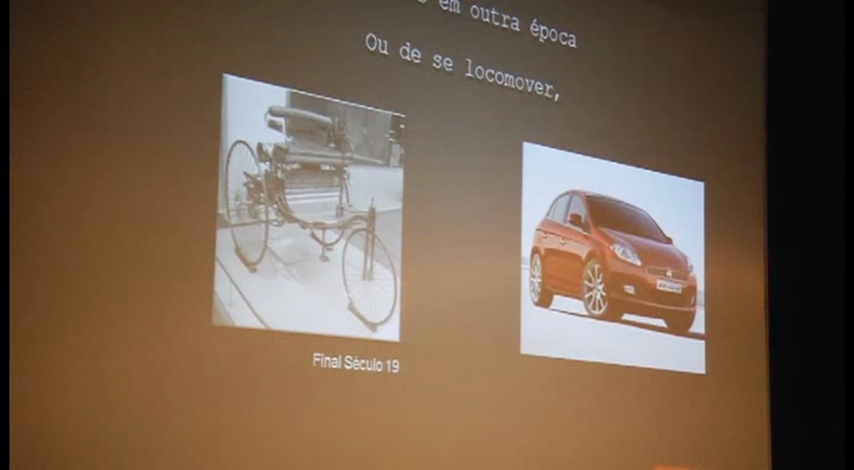 em outra época
Ou de se locomover,
Final Século 19